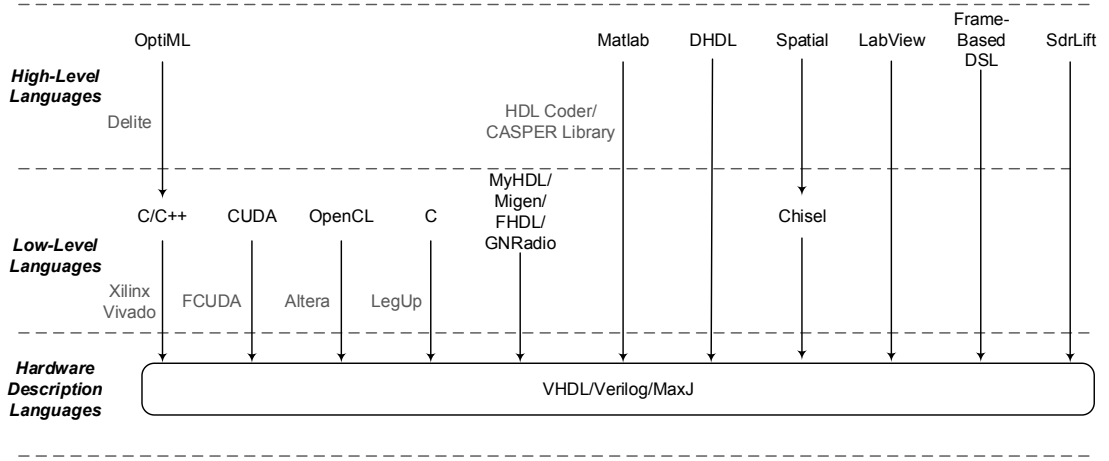 OptiML
Matlab
DHDL
Spatial
LabView
Frame-
Based
DSL
SdrLift
High-Level
Languages
Delite
HDL Coder/
CASPER Library
C/C++
CUDA
OpenCL
C
MyHDL/
Migen/
FHDL/
GNRadio
Chisel
Low-Level
Languages
Xilinx
Vivado
FCUDA
Altera
LegUp
Hardware
Description
Languages
VHDL/Verilog/MaxJ